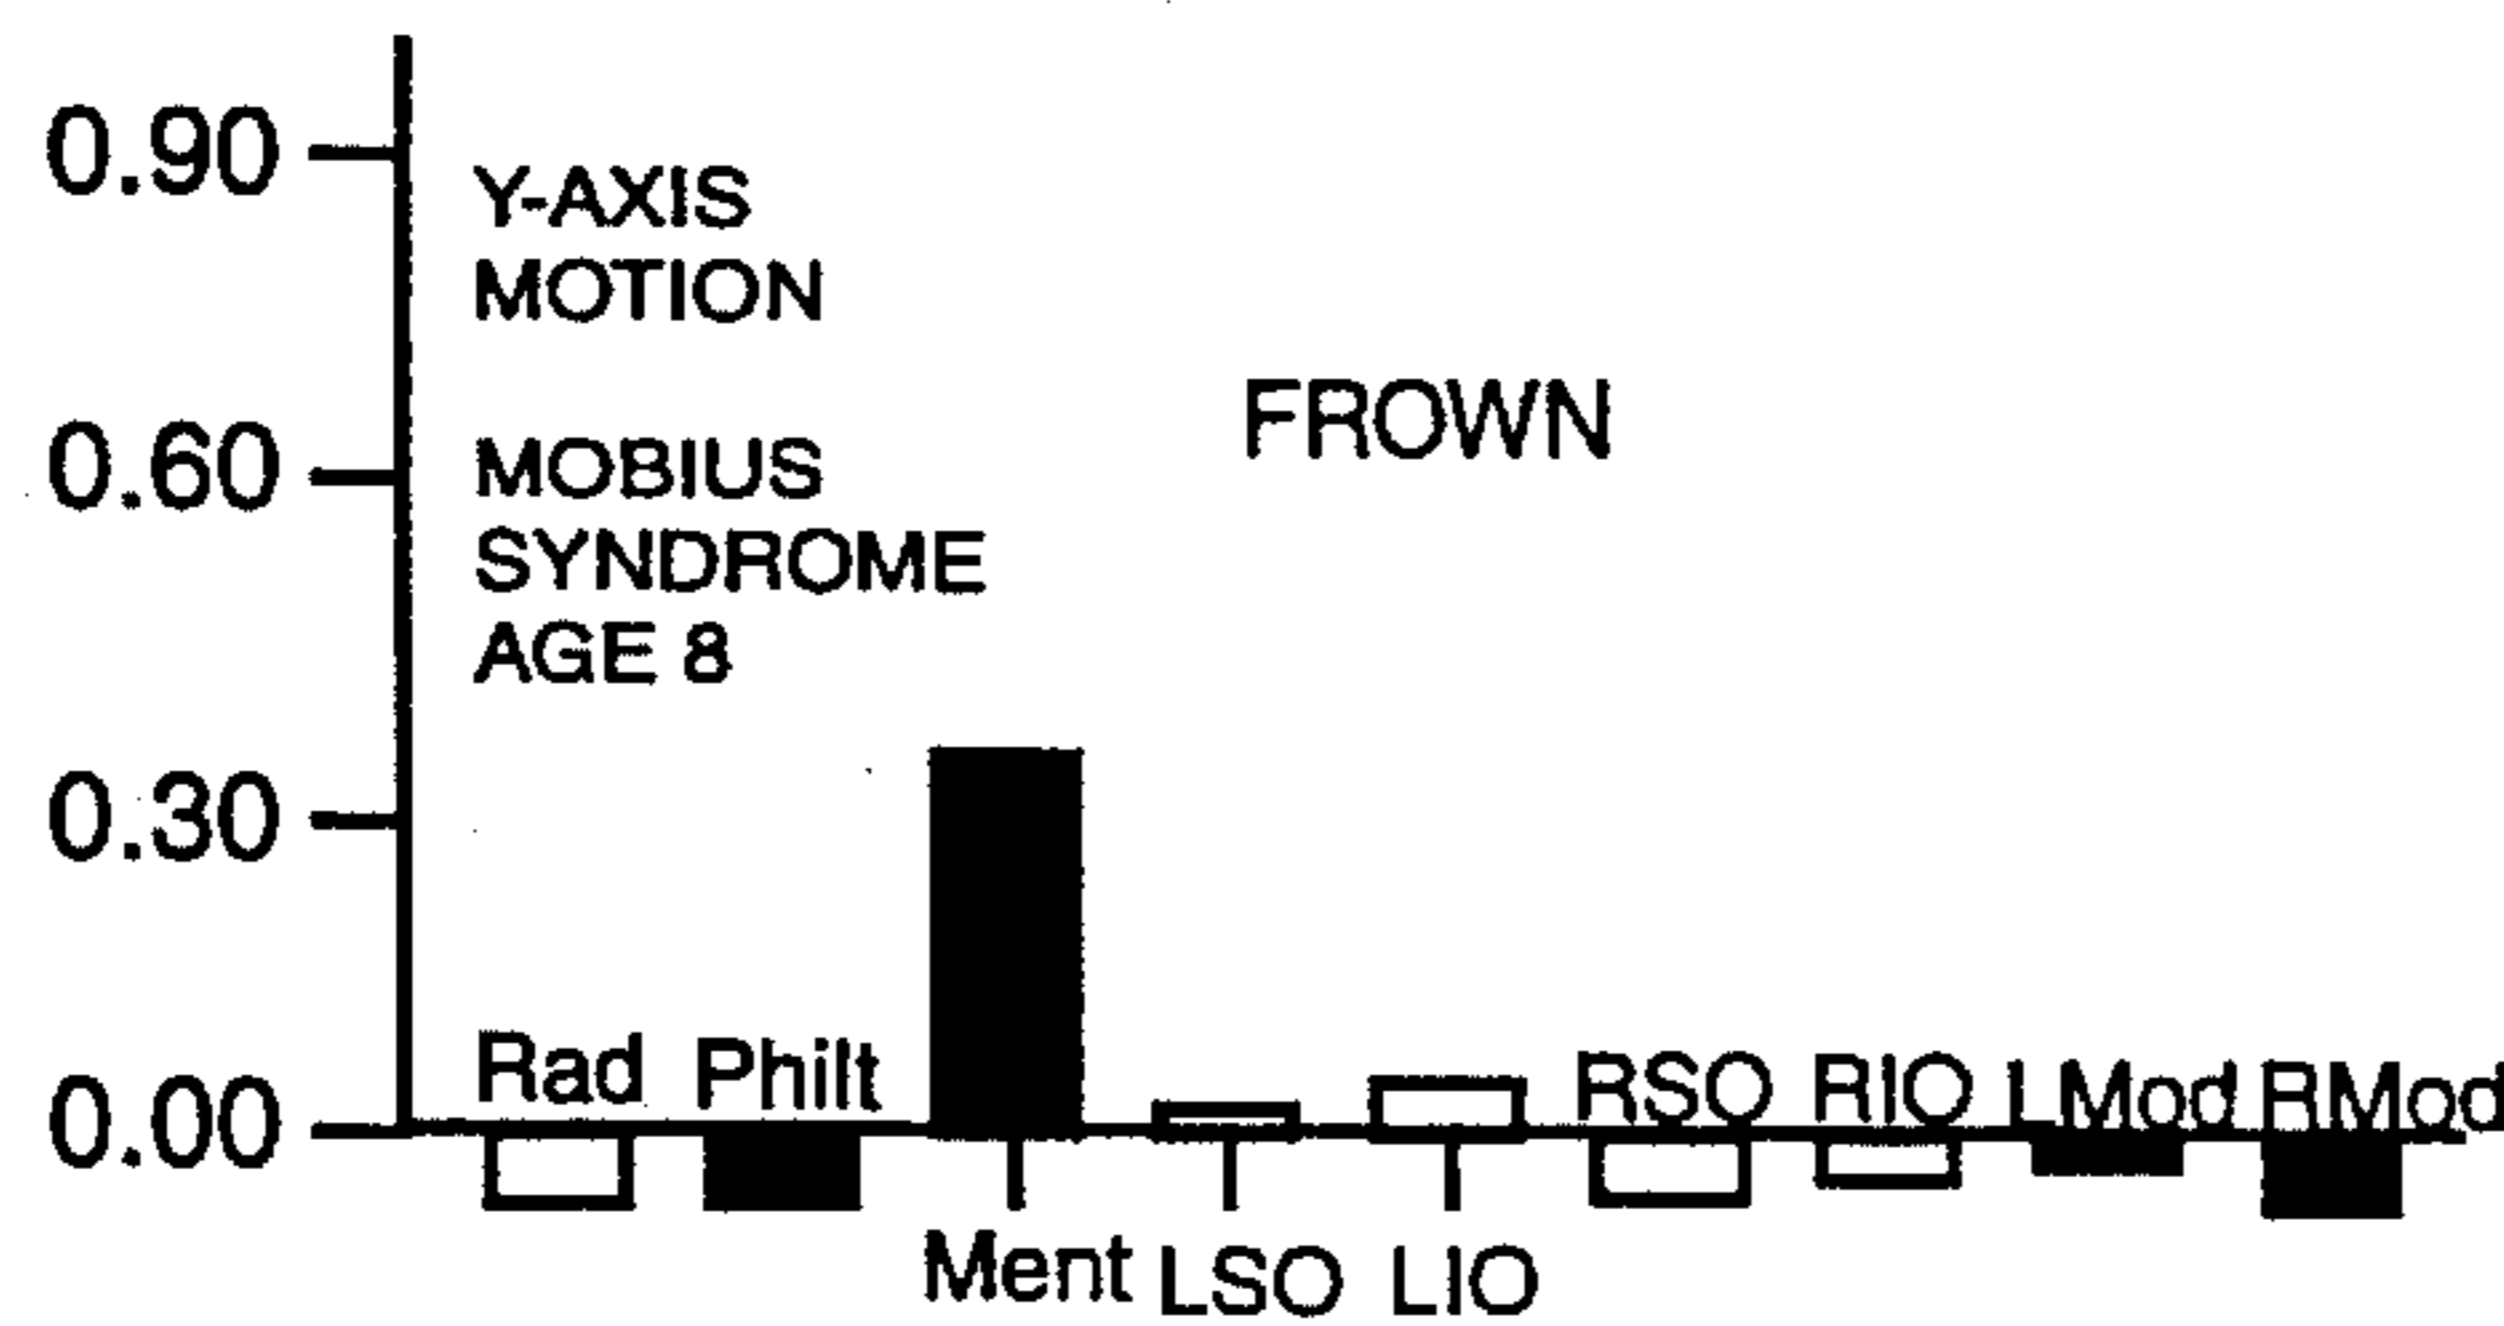 0.90
Y-AXIS
MOTION
FROWN
0.60
MOBIUS
SYNDROME
AGE 8
0.30
0.00
Rad Philt RSO RIO LMod RMod
Ment LSO LIO